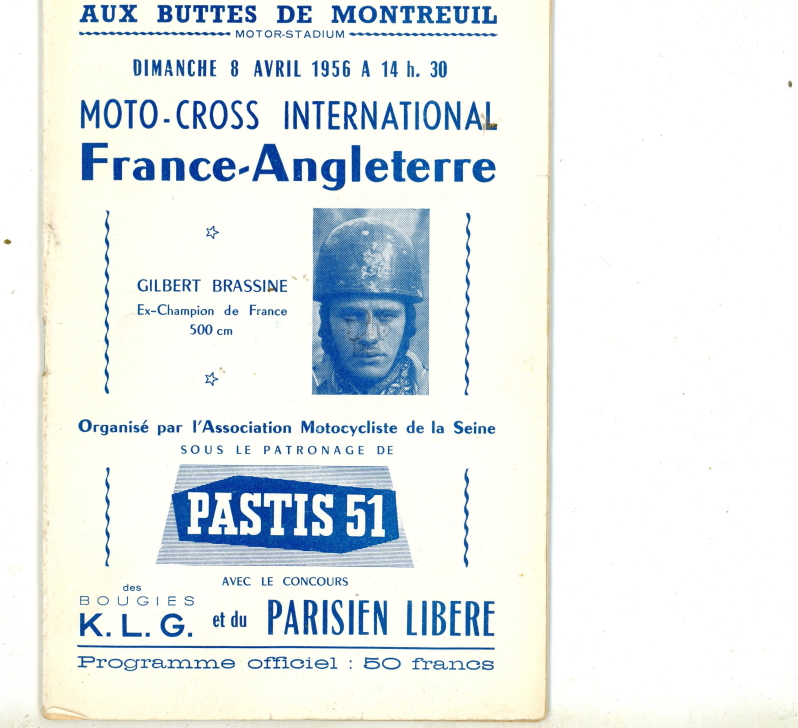 AUX BUTTES DE MONTREUIL
MOTOR-STADIUM
DIMANCHE 8 AVRIL 1956 A 14 h. 30
MOTO-CROSS INTERNATIONAL
France-Angleterre
GILBERT BRASSINE
Ex-Champion de France
500 cm
Organisé par l'Association Motocycliste de la Seine
SOUS LE PATRONAGE DE
PASTIS 51
AVEC LE CONCOURS
des
BOUGIES
K. L. G. et du PARISIEN LIBERE
Programme officiel : 50 francs